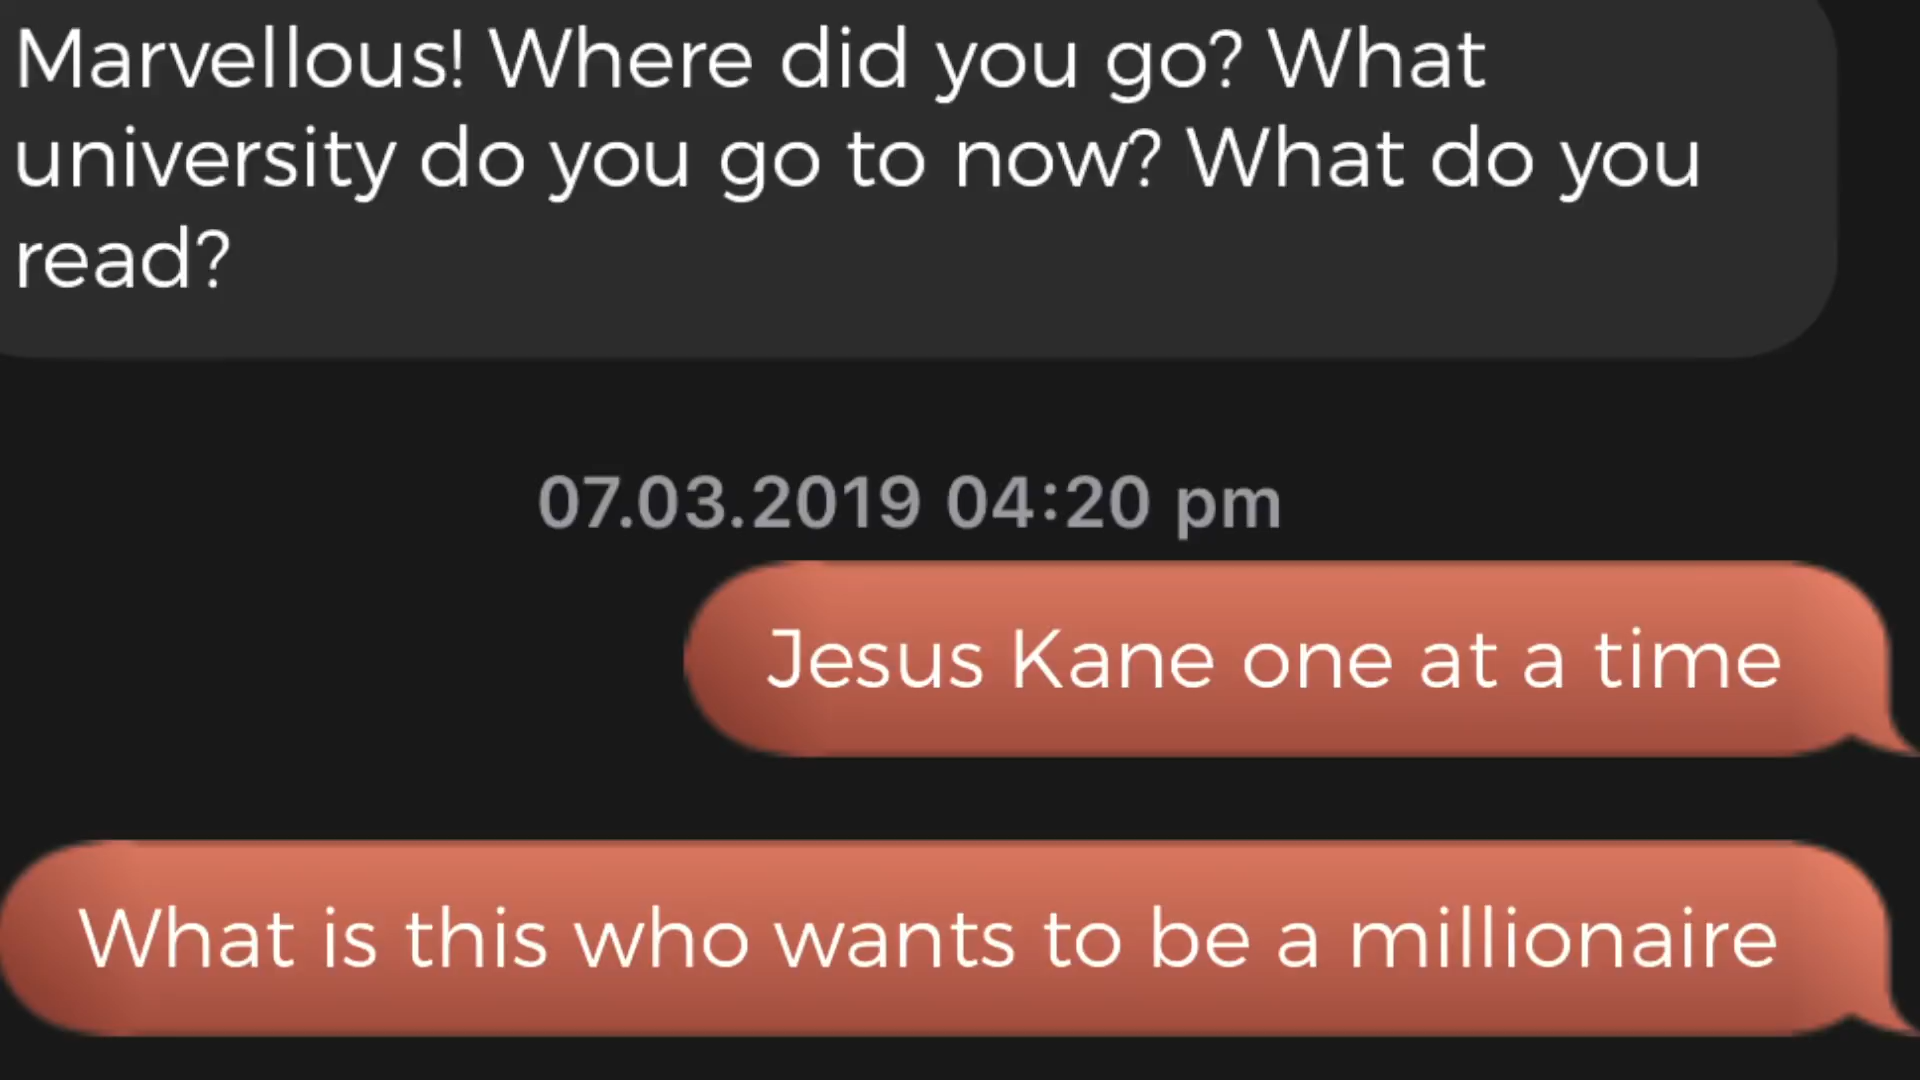 Marvellous! Where did you go? What
university do you go to now? What do you
read?
07.03.2019 04:20 pm
Jesus Kane one at a time
What is this who wants to be a millionaire